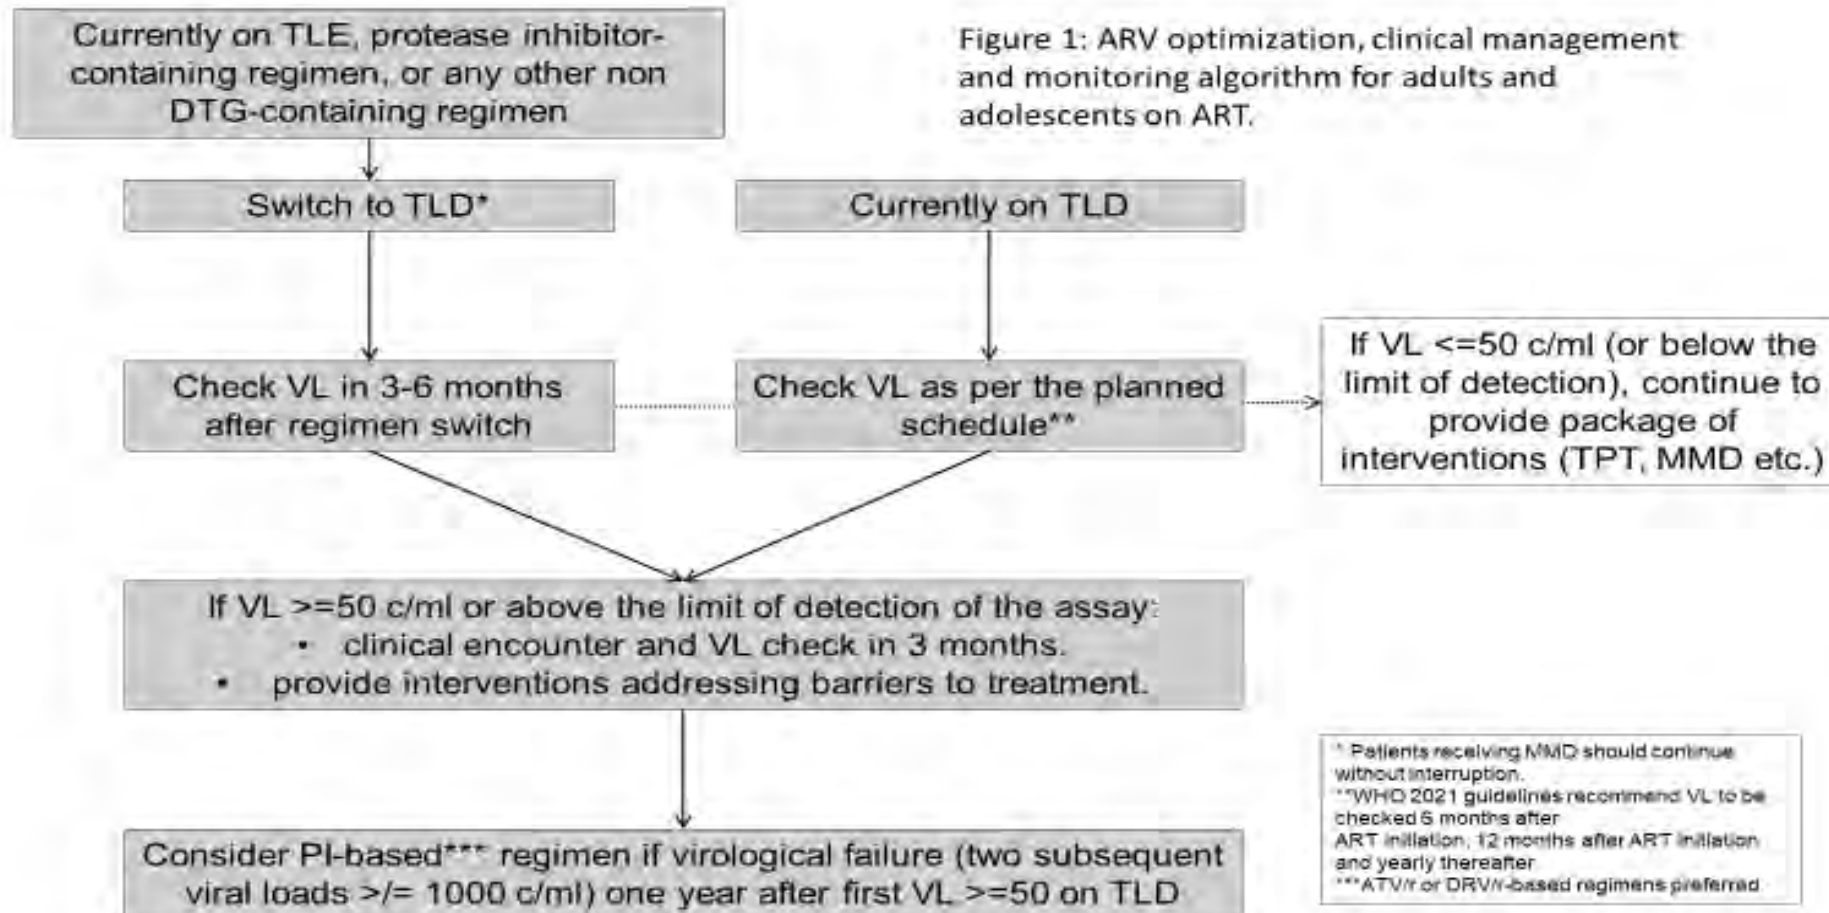 Currently on TLE, protease inhibitor-
containing regimen, or any other non
DTG-containing regimen
Figure 1: ARV optimization, clinical management
and monitoring algorithm for adults and
adolescents on ART.
Switch to TLD*
Currently on TLD
Check VL in 3-6 months
after regimen switch
Check VL as per the planned
schedule**
If VL <=50 c/ml (or below the
limit of detection), continue to
provide package of
interventions (TPT, MMD etc.)
If VL >=50 c/ml or above the limit of detection of the assay:
• clinical encounter and VL check in 3 months.
• provide interventions addressing barriers to treatment.
Consider PI-based*** regimen if virological failure (two subsequent
viral loads >/= 1000 c/ml) one year after first VL >=50 on TLD
* Patients receiving MMD should continue
without interruption.
**WHO 2021 guidelines recommend VL to be
checked 6 months after
ART initiation, 12 months after ART initiation
and yearly thereafter
***ATV/r or DRV/r-based regimens preferred